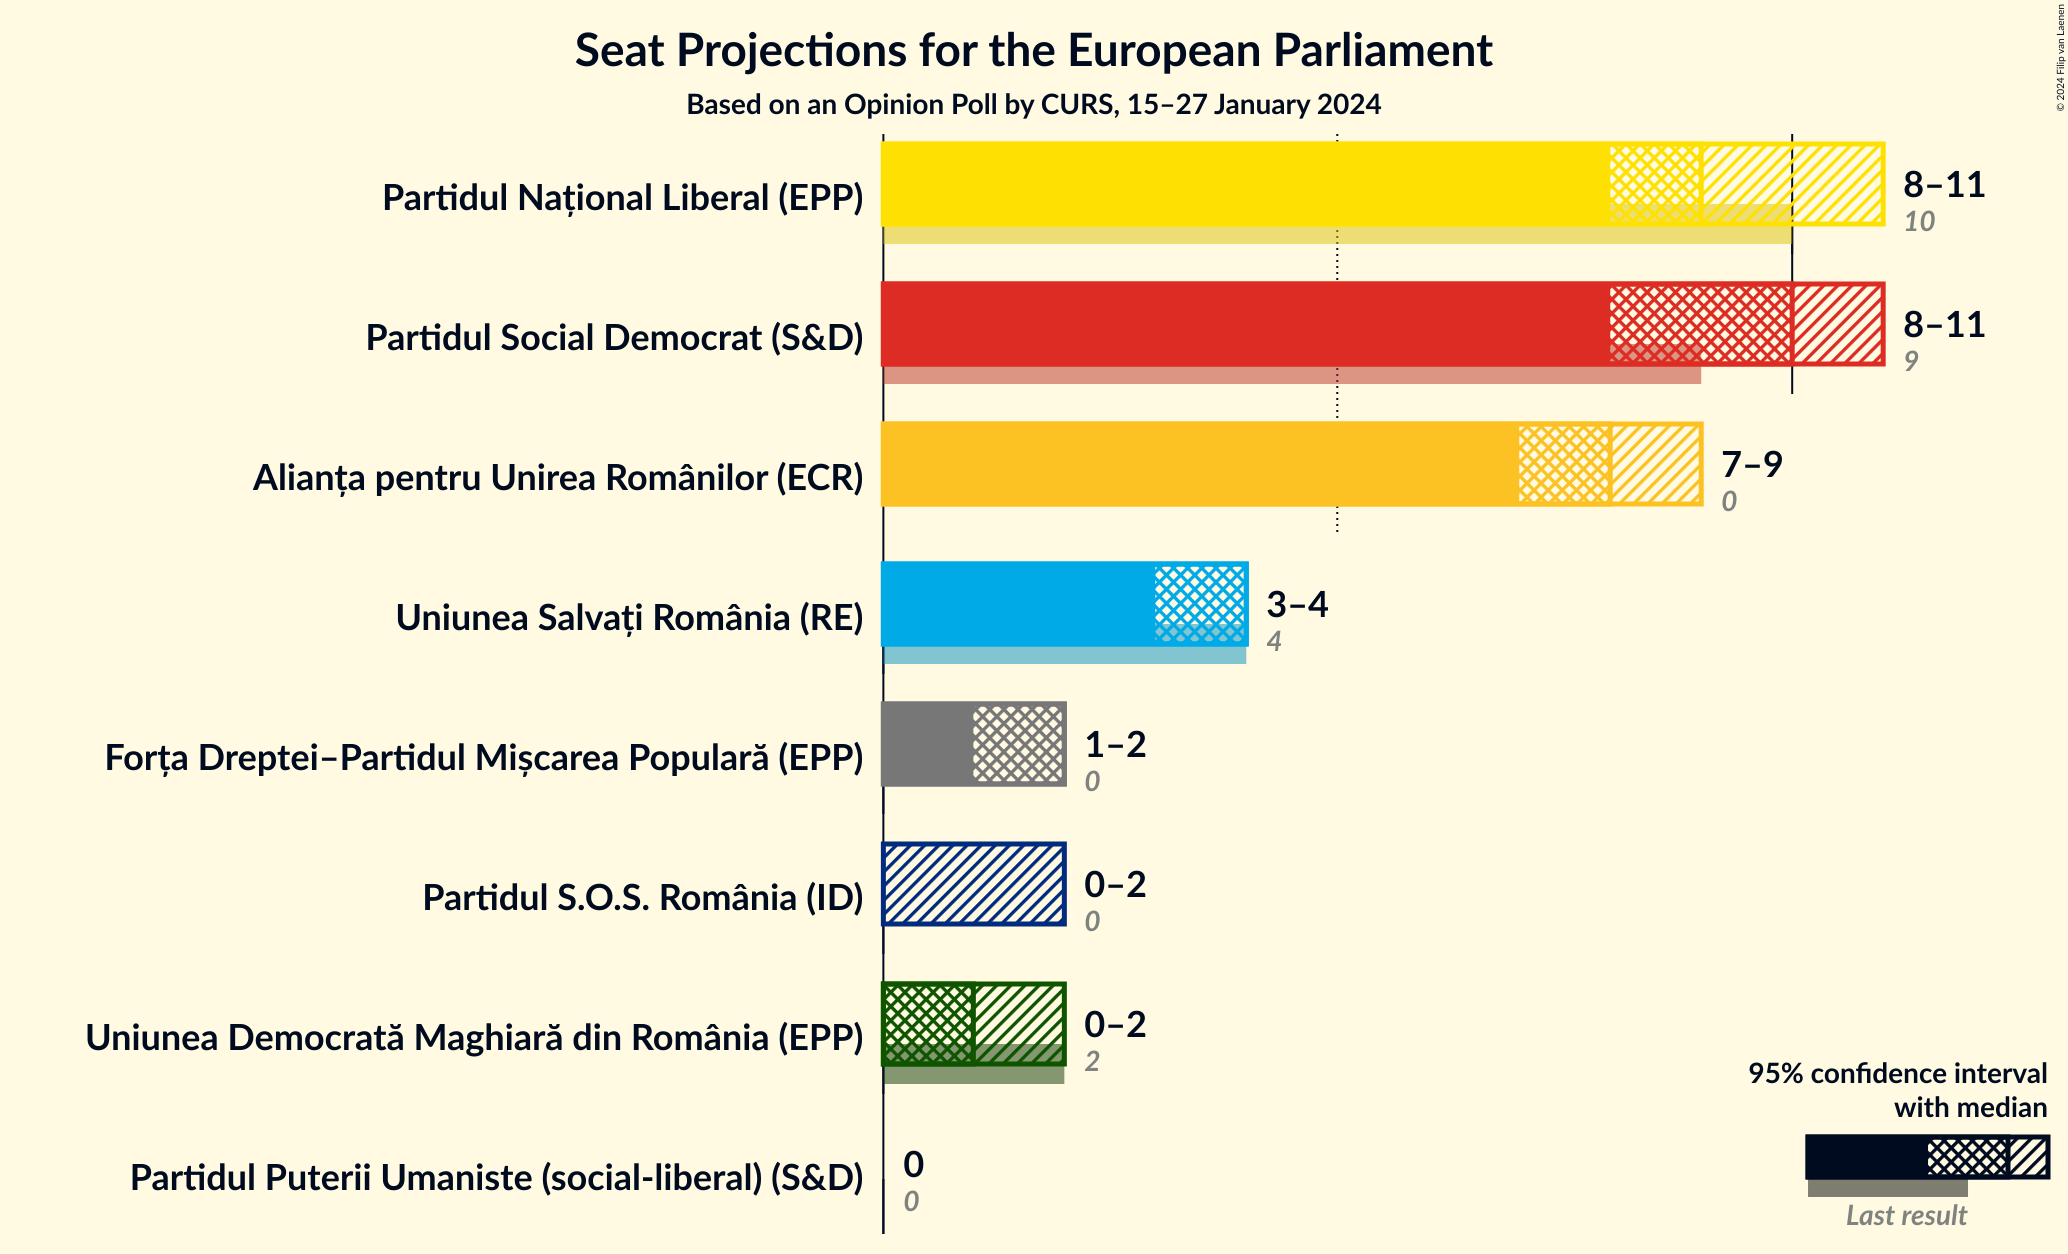 Seat Projections for the European Parliament
Based on an Opinion Poll by CURS, 15–27 January 2024
© 2024 Filip van Laenen
Partidul Național Liberal (EPP)
8–11
10
Partidul Social Democrat (S&D)
8–11
9
Alianța pentru Unirea Românilor (ECR)
7–9
0
Uniunea Salvați România (RE)
3–4
4
Forța Dreptei–Partidul Mișcarea Populară (EPP)
1–2
0
Partidul S.O.S. România (ID)
0–2
0
Uniunea Democrată Maghiară din România (EPP)
0–2
2
Partidul Puterii Umaniste (social-liberal) (S&D)
0
0
95% confidence interval
with median
Last result